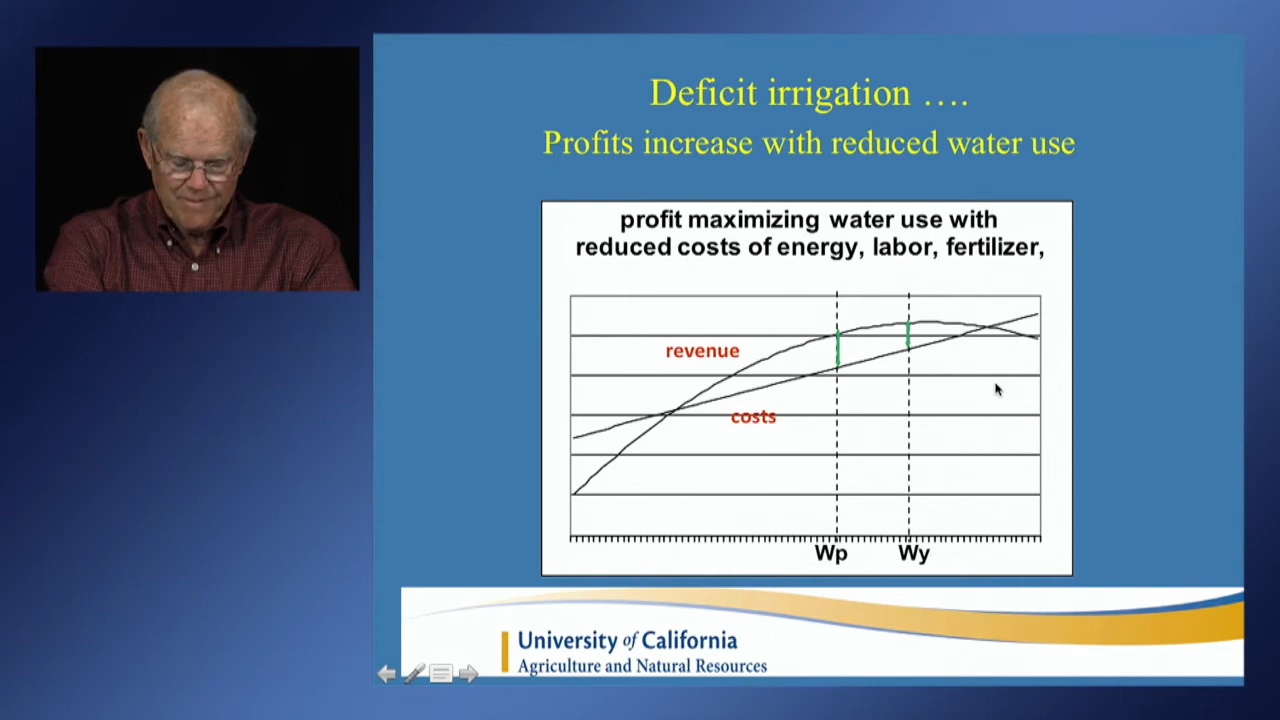 Deficit irrigation ….
Profits increase with reduced water use
profit maximizing water use with
reduced costs of energy, labor, fertilizer,
revenue
costs
Wp
Wy
University of California
Agriculture and Natural Resources